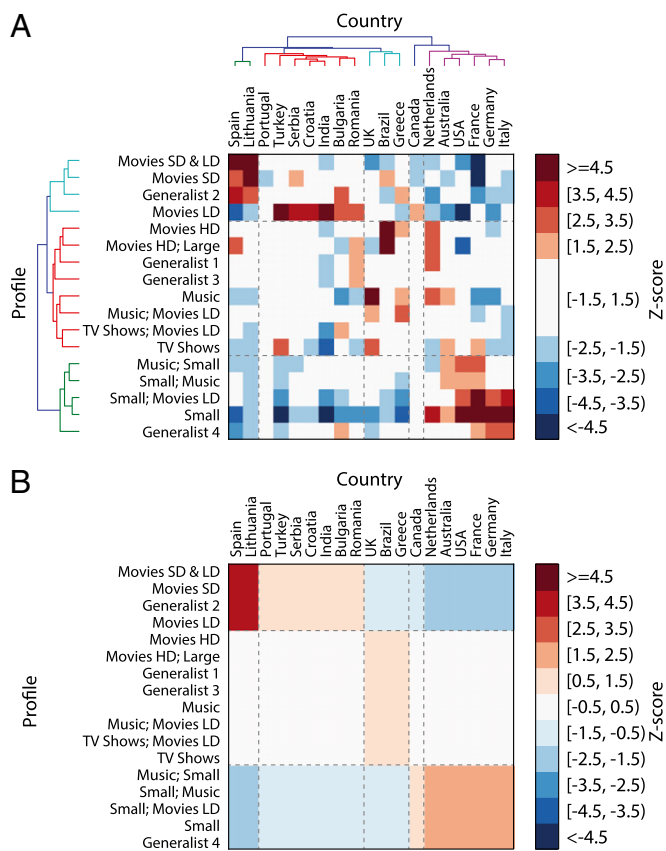 A
Country
Spain
Lithuania
Portugal
Turkey
Serbia
Croatia
India
Bulgaria
Romania
UK
Brazil
Greece
Canada
Netherlands
Australia
USA
France
Germany
Italy
Profile
Movies SD & LD
Movies SD
Generalist 2
Movies LD
Movies HD
Movies HD; Large
Generalist 1
Generalist 3
Music
Music; Movies LD
TV Shows; Movies LD
TV Shows
Music; Small
Small; Music
Small; Movies LD
Small
Generalist 4
>=4.5
[3.5, 4.5)
[2.5, 3.5)
[1.5, 2.5)
[-1.5, 1.5)
[-2.5, -1.5)
[-3.5, -2.5)
[-4.5, -3.5)
<-4.5
Z-score
B
Country
Spain
Lithuania
Portugal
Turkey
Serbia
Croatia
India
Bulgaria
Romania
UK
Brazil
Greece
Canada
Netherlands
Australia
USA
France
Germany
Italy
Profile
Movies SD & LD
Movies SD
Generalist 2
Movies LD
Movies HD
Movies HD; Large
Generalist 1
Generalist 3
Music
Music; Movies LD
TV Shows; Movies LD
TV Shows
Music; Small
Small; Music
Small; Movies LD
Small
Generalist 4
>=4.5
[3.5, 4.5)
[2.5, 3.5)
[1.5, 2.5)
[0.5, 1.5)
[-0.5, 0.5)
[-1.5, -0.5)
[-2.5, -1.5)
[-3.5, -2.5)
[-4.5, -3.5)
<-4.5
Z-score